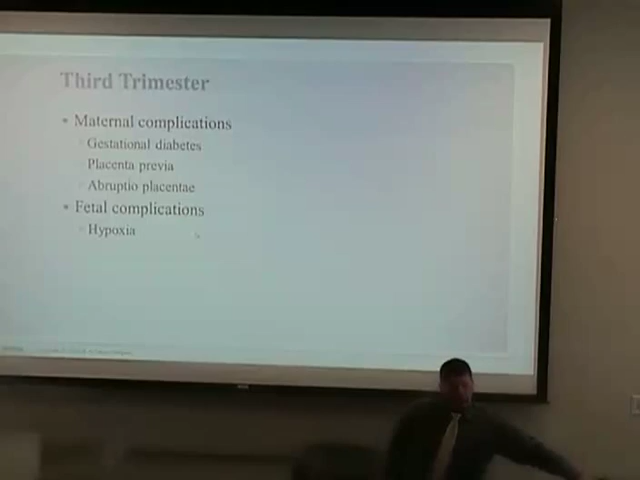 Third Trimester
• Maternal complications
Gestational diabetes
Placenta previa
Abruptio placentae
• Fetal complications
Hypoxia